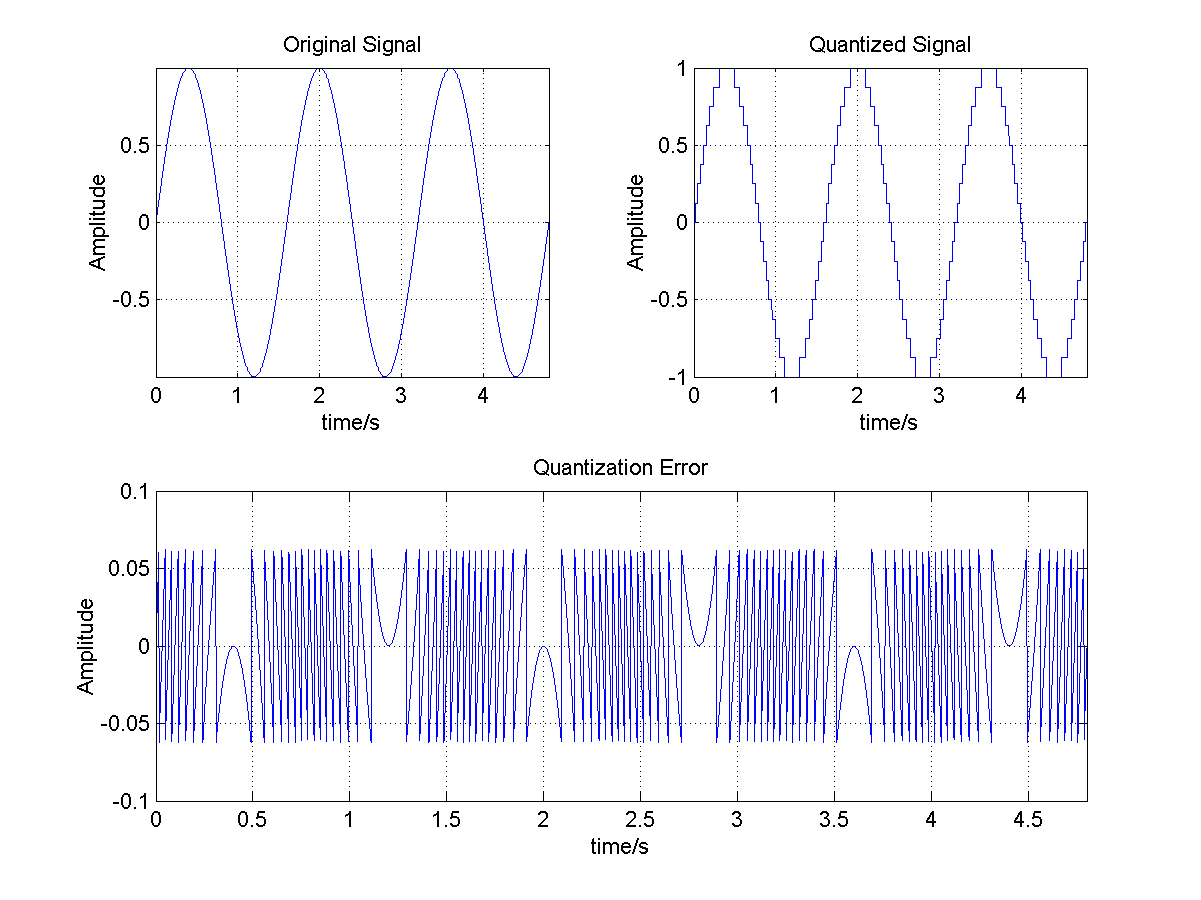 Original Signal
Amplitude
0.5
0
-0.5
0 1 2 3 4
time/s
Quantized Signal
Amplitude
1
0.5
0
-0.5
-1
0 1 2 3 4
time/s
Quantization Error
Amplitude
0.1
0.05
0
-0.05
-0.1
0 0.5 1 1.5 2 2.5 3 3.5 4 4.5
time/s